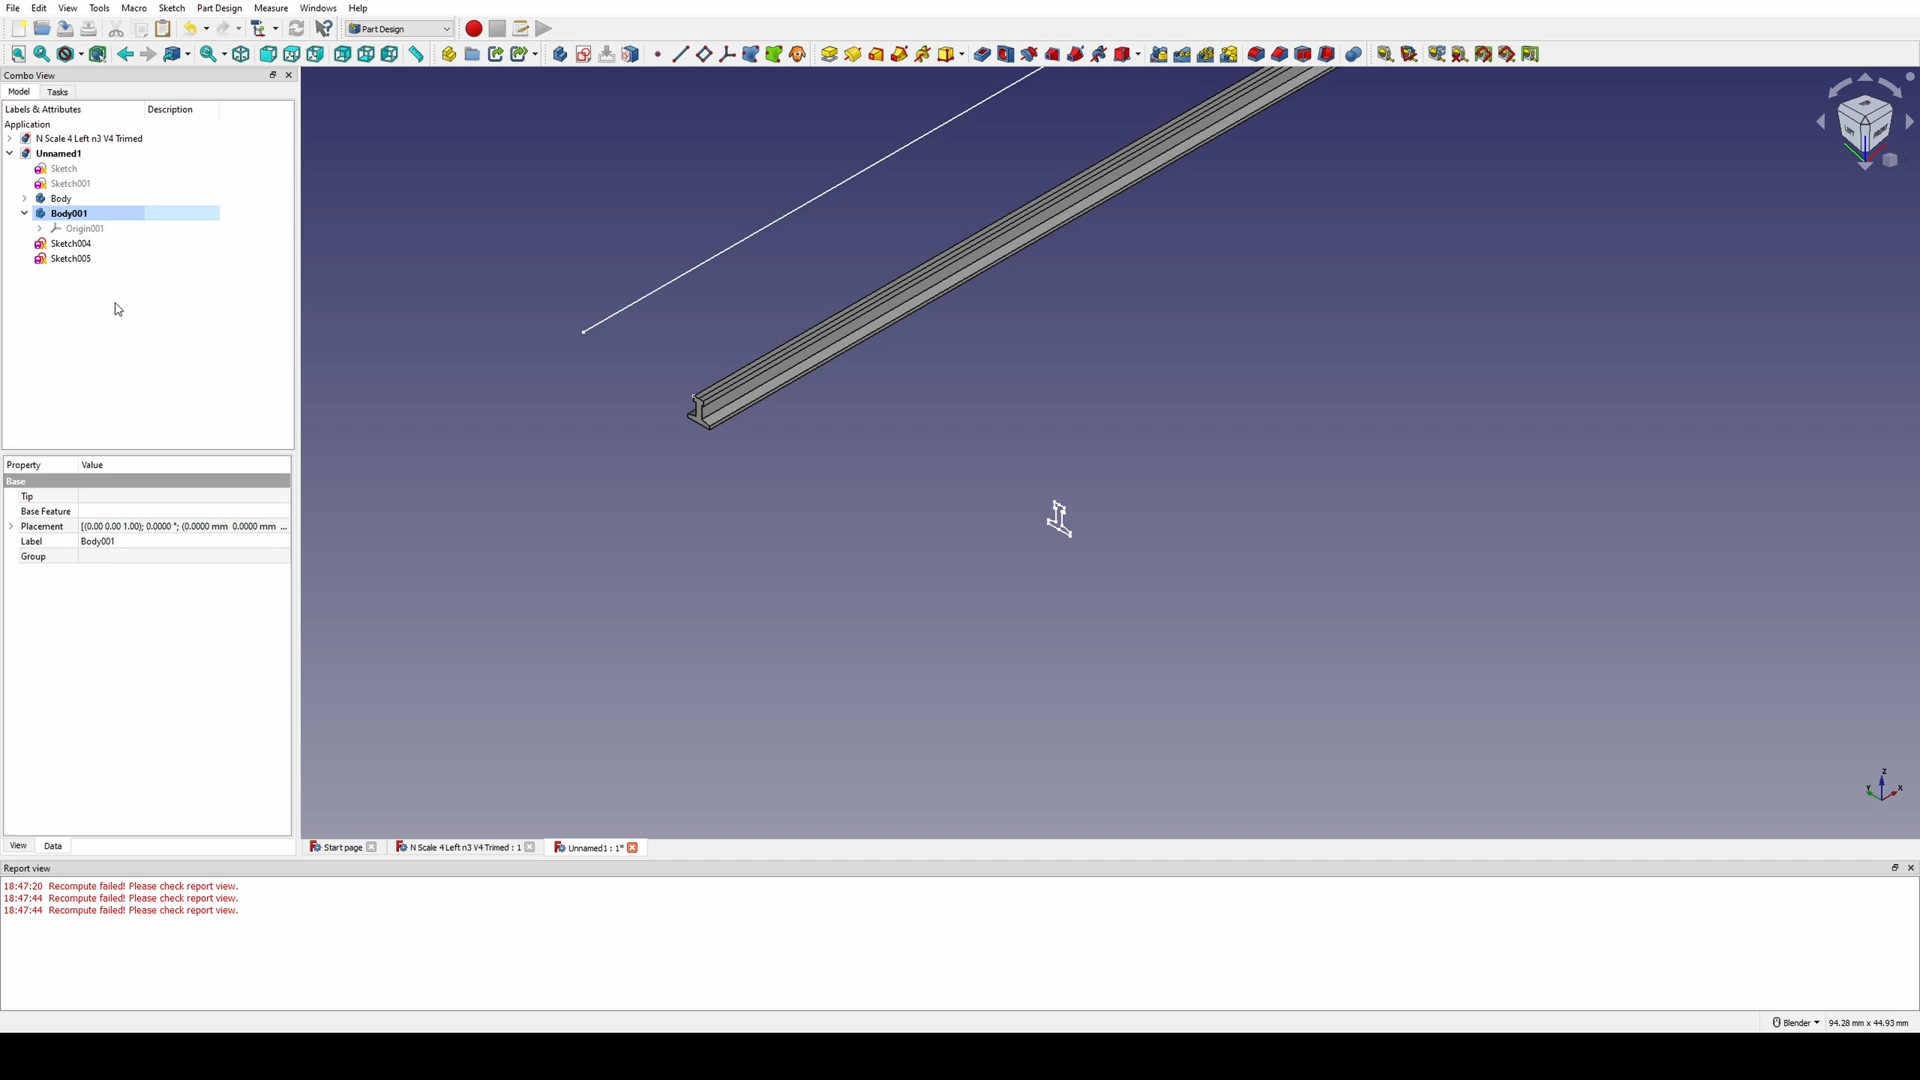 File Edit View Tools Macro Sketch Part Design Measure Windows Help
Part Design
Combo View
Model Tasks
Labels & Attributes Description
Application
N Scale 4 Left n3 V4 Trimed
Unnamed1
Sketch
Sketch001
Body
Body001
Origin001
Sketch004
Sketch005
Property Value
Base
Tip
Base Feature
Placement [(0.00 0.00 1.00); 0.0000 °; (0.0000 mm 0.0000 mm ...
Label Body001
Group
View Data
LEFT FRONT
Z
Y X
Start page N Scale 4 Left n3 V4 Trimed : 1 Unnamed1 : 1*
Report view
18:47:20 Recompute failed! Please check report view.
18:47:44 Recompute failed! Please check report view.
18:47:44 Recompute failed! Please check report view.
Blender 94.28 mm x 44.93 mm